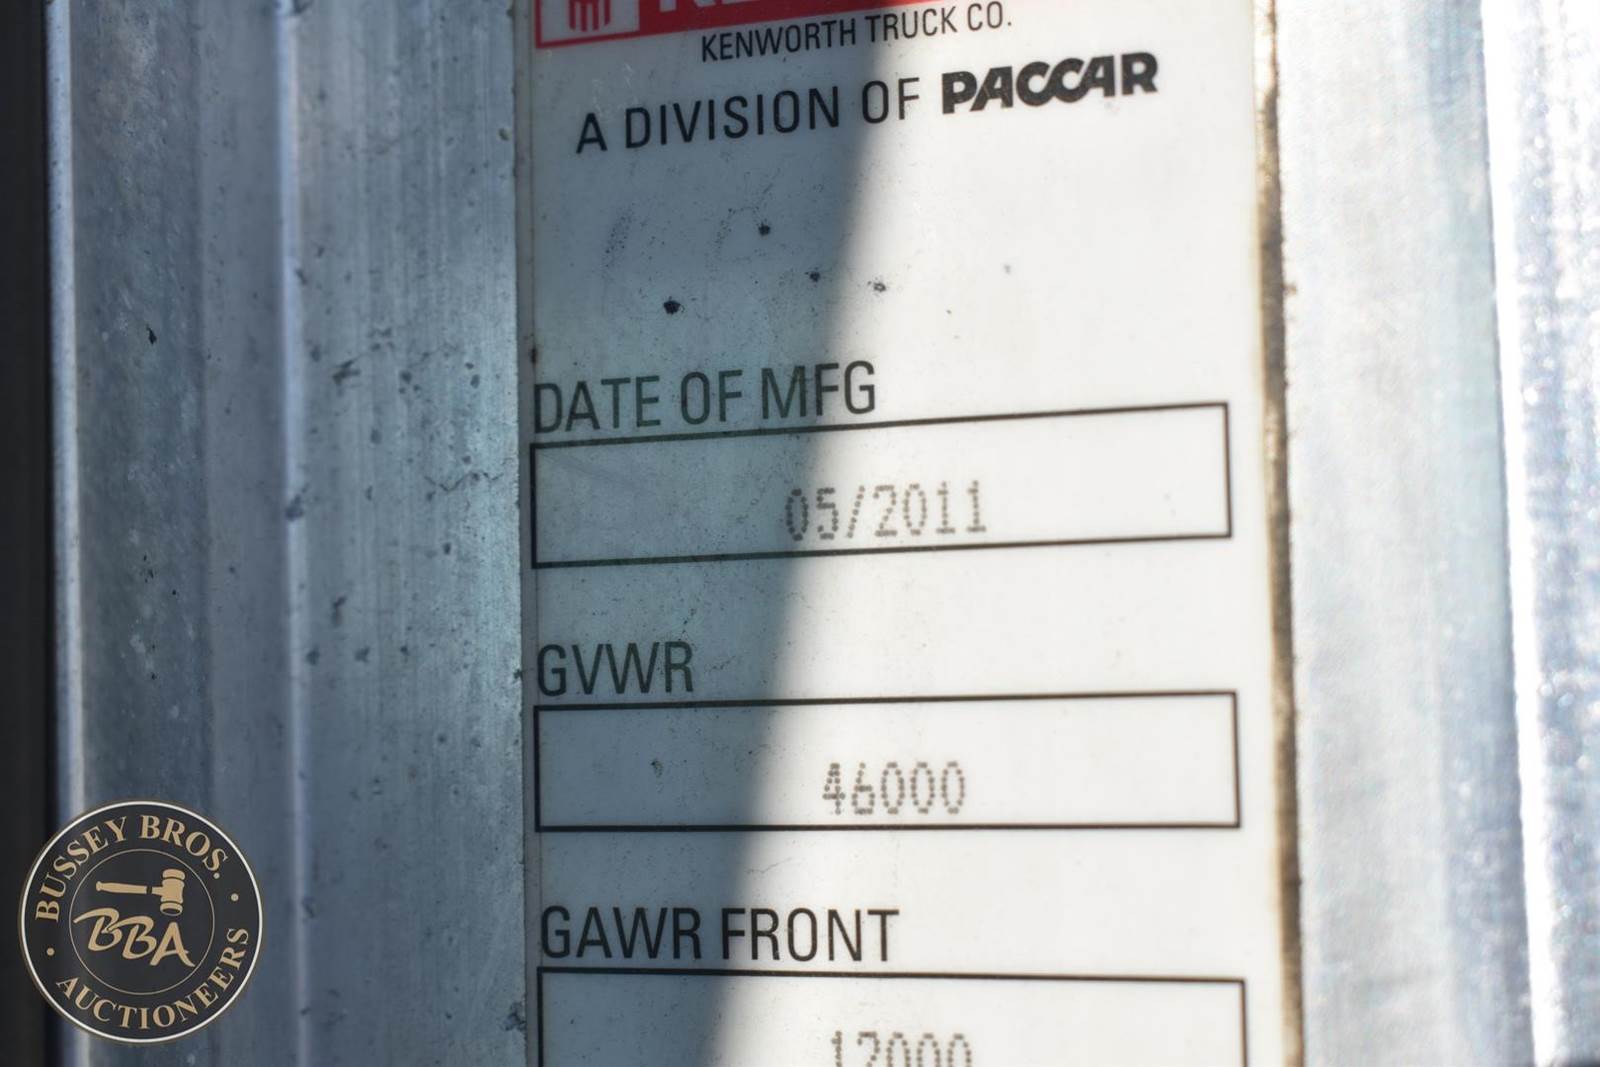 KENWORTH TRUCK CO.
A DIVISION OF PACCAR
DATE OF MFG
05/2011
GVWR
46000
GAWR FRONT
12000
BUSSEY BROS.
BBA
AUCTIONEERS